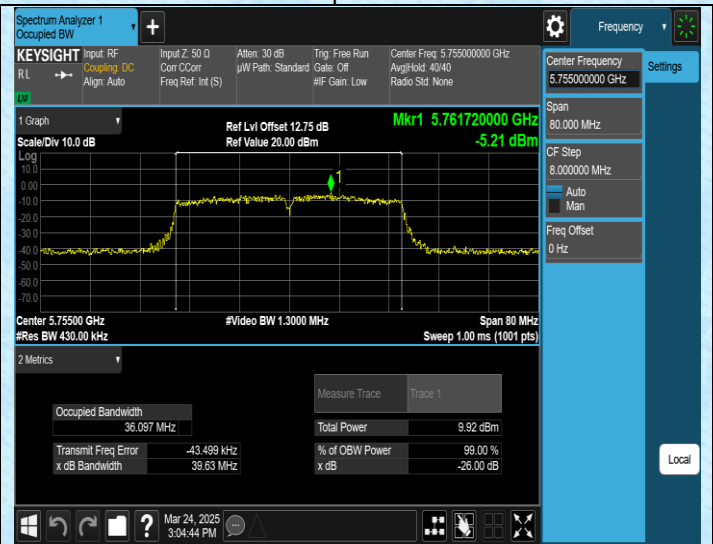 Spectrum Analyzer 1
Occupied BW
+
Frequency
KEYSIGHT
RL
LXI
Input: RF
Coupling: DC
Align: Auto
Input Z: 50 Ω
Corr CCorr
Freq Ref: Int (S)
Atten: 30 dB
µW Path: Standard
Trig: Free Run
Gate: Off
#IF Gain: Low
Center Freq: 5.755000000 GHz
Avg|Hold: 40/40
Radio Std: None
Center Frequency
5.755000000 GHz
Settings
Span
80.000 MHz
CF Step
8.000000 MHz
Auto
Man
Freq Offset
0 Hz
1 Graph
Scale/Div 10.0 dB
Ref Lvl Offset 12.75 dB
Ref Value 20.00 dBm
Mkr1 5.761720000 GHz
-5.21 dBm
Log
10.0
0.00
-10.0
-20.0
-30.0
-40.0
-50.0
-60.0
-70.0
1
Center 5.75500 GHz
#Res BW 430.00 kHz
#Video BW 1.3000 MHz
Span 80 MHz
Sweep 1.00 ms (1001 pts)
2 Metrics
Measure Trace
Trace 1
Occupied Bandwidth
36.097 MHz
Total Power
9.92 dBm
Transmit Freq Error
-43.499 kHz
% of OBW Power
99.00 %
x dB Bandwidth
39.63 MHz
x dB
-26.00 dB
Local
?
Mar 24, 2025
3:04:44 PM